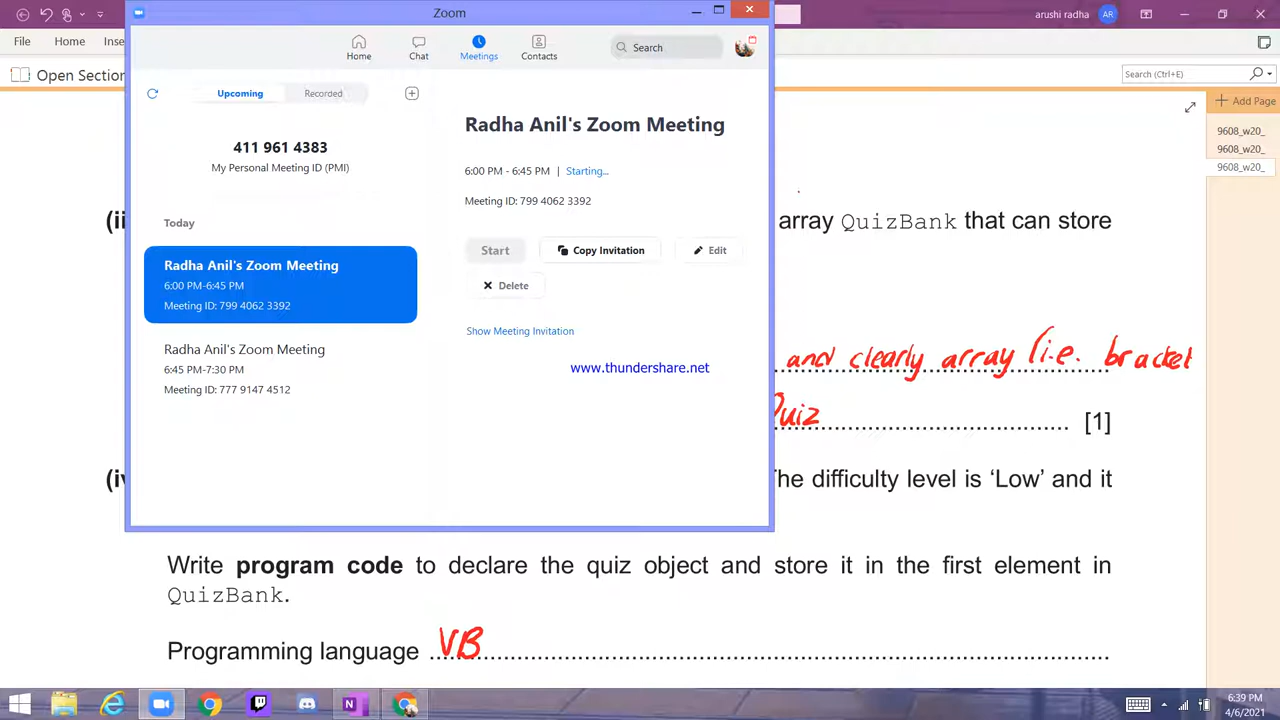 Zoom
arushi radha AR
File Home Inse
Home Chat Meetings Contacts
Search
Open Section
Search (Ctrl+E)
Upcoming Recorded
Add Page
9608_w20_
9608_w20_
9608_w20_
411 961 4383
My Personal Meeting ID (PMI)
Today
Radha Anil's Zoom Meeting
6:00 PM-6:45 PM
Meeting ID: 799 4062 3392
Radha Anil's Zoom Meeting
6:45 PM-7:30 PM
Meeting ID: 777 9147 4512
Radha Anil's Zoom Meeting
6:00 PM - 6:45 PM | Starting...
Meeting ID: 799 4062 3392
Start Copy Invitation Edit
Delete
Show Meeting Invitation
www.thundershare.net
(ii array QuizBank that can store
and clearly array (i.e. bracket
Quiz [1]
(iv The difficulty level is ‘Low’ and it
Write program code to declare the quiz object and store it in the first element in
QuizBank.
Programming language VB
6:39 PM
4/6/2021